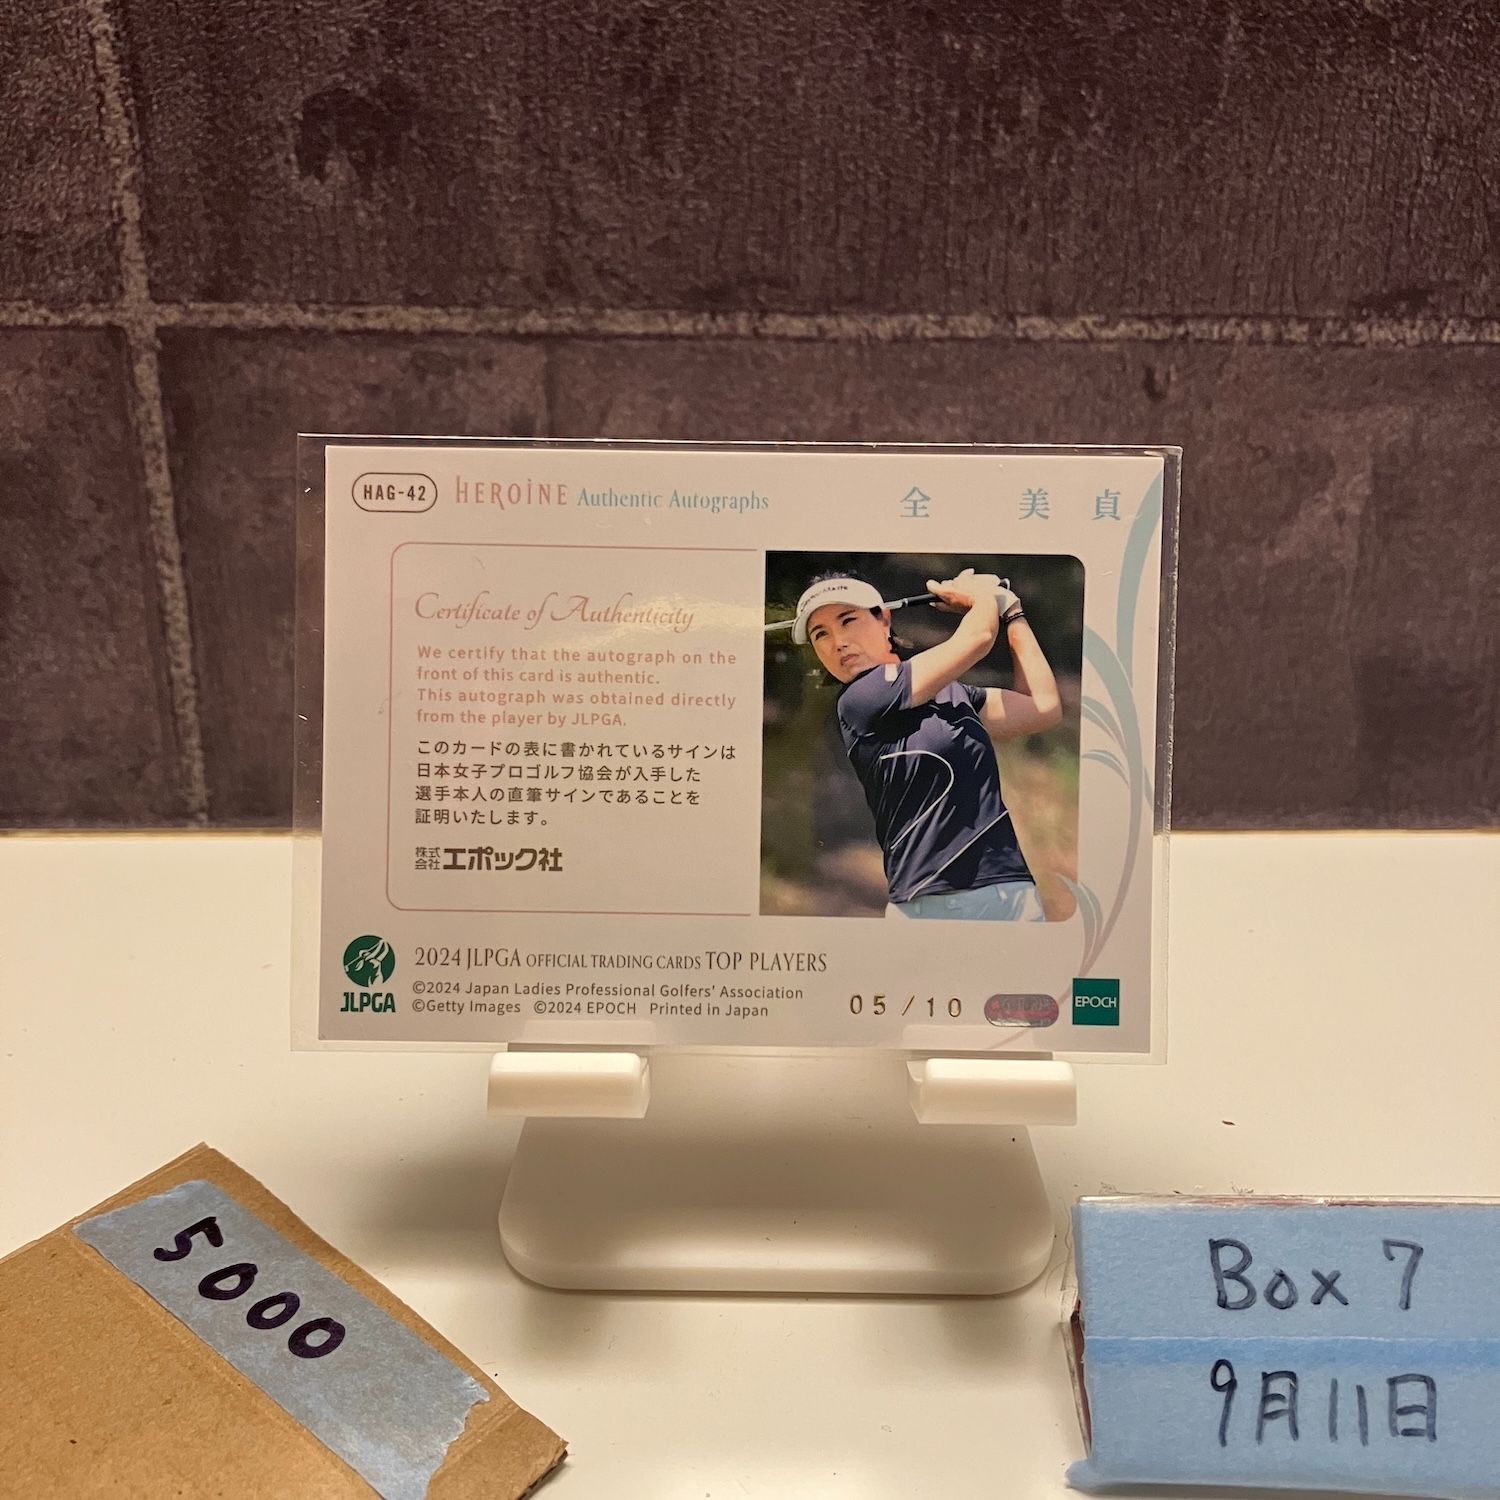 HAG-42 HEROINE Authentic Autographs 全 美貞
Certificate of Authenticity
We certify that the autograph on the
front of this card is authentic.
This autograph was obtained directly
from the player by JLPGA.
このカードの表に書かれているサインは
日本女子プロゴルフ協会が入手した
選手本人の直筆サインであることを
証明いたします。
株式会社エポック社
JLPGA
2024 JLPGA OFFICIAL TRADING CARDS TOP PLAYERS
©2024 Japan Ladies Professional Golfers' Association
©Getty Images ©2024 EPOCH Printed in Japan
05/10
EPOCH
5000
Box 7
9月11日